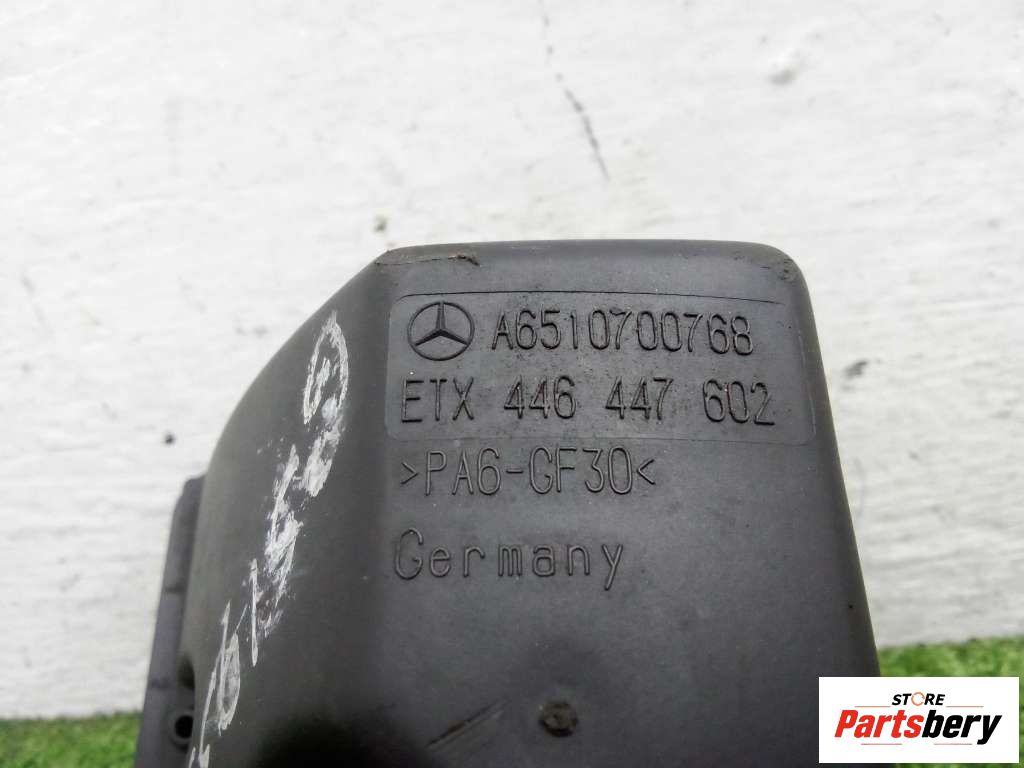 A6510700768
ETX 446 447 602
>PA6-GF30<
Germany
STORE
Partsbery